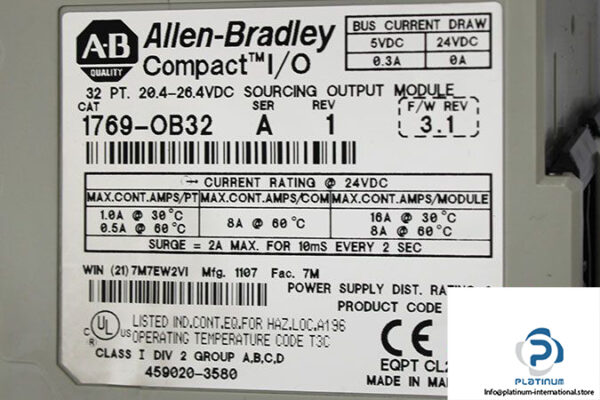 A-B
QUALITY
Allen-Bradley
Compact™ I/O
BUS CURRENT DRAW
5VDC 24VDC
0.3A 0A
32 PT. 20.4-26.4VDC SOURCING OUTPUT MODULE
CAT SER REV F/W REV
1769-OB32 A 1 3.1
CURRENT RATING @ 24VDC
MAX.CONT.AMPS/PT MAX.CONT.AMPS/COM MAX.CONT.AMPS/MODULE
1.0A @ 30°C 8A @ 60°C 16A @ 30°C
0.5A @ 60°C 8A @ 60°C
SURGE = 2A MAX. FOR 10mS EVERY 2 SEC
WIN (21)7M7EW2VI Mfg. 1107 Fac. 7M
POWER SUPPLY DIST. RATING
PRODUCT CODE
C UL US
LISTED IND.CONT.EQ.FOR HAZ.LOC.A196
OPERATING TEMPERATURE CODE T3C
CLASS I DIV 2 GROUP A,B,C,D
459020-3580
CE
EQPT CL
MADE IN
PLATINUM
Info@platinum-international.store